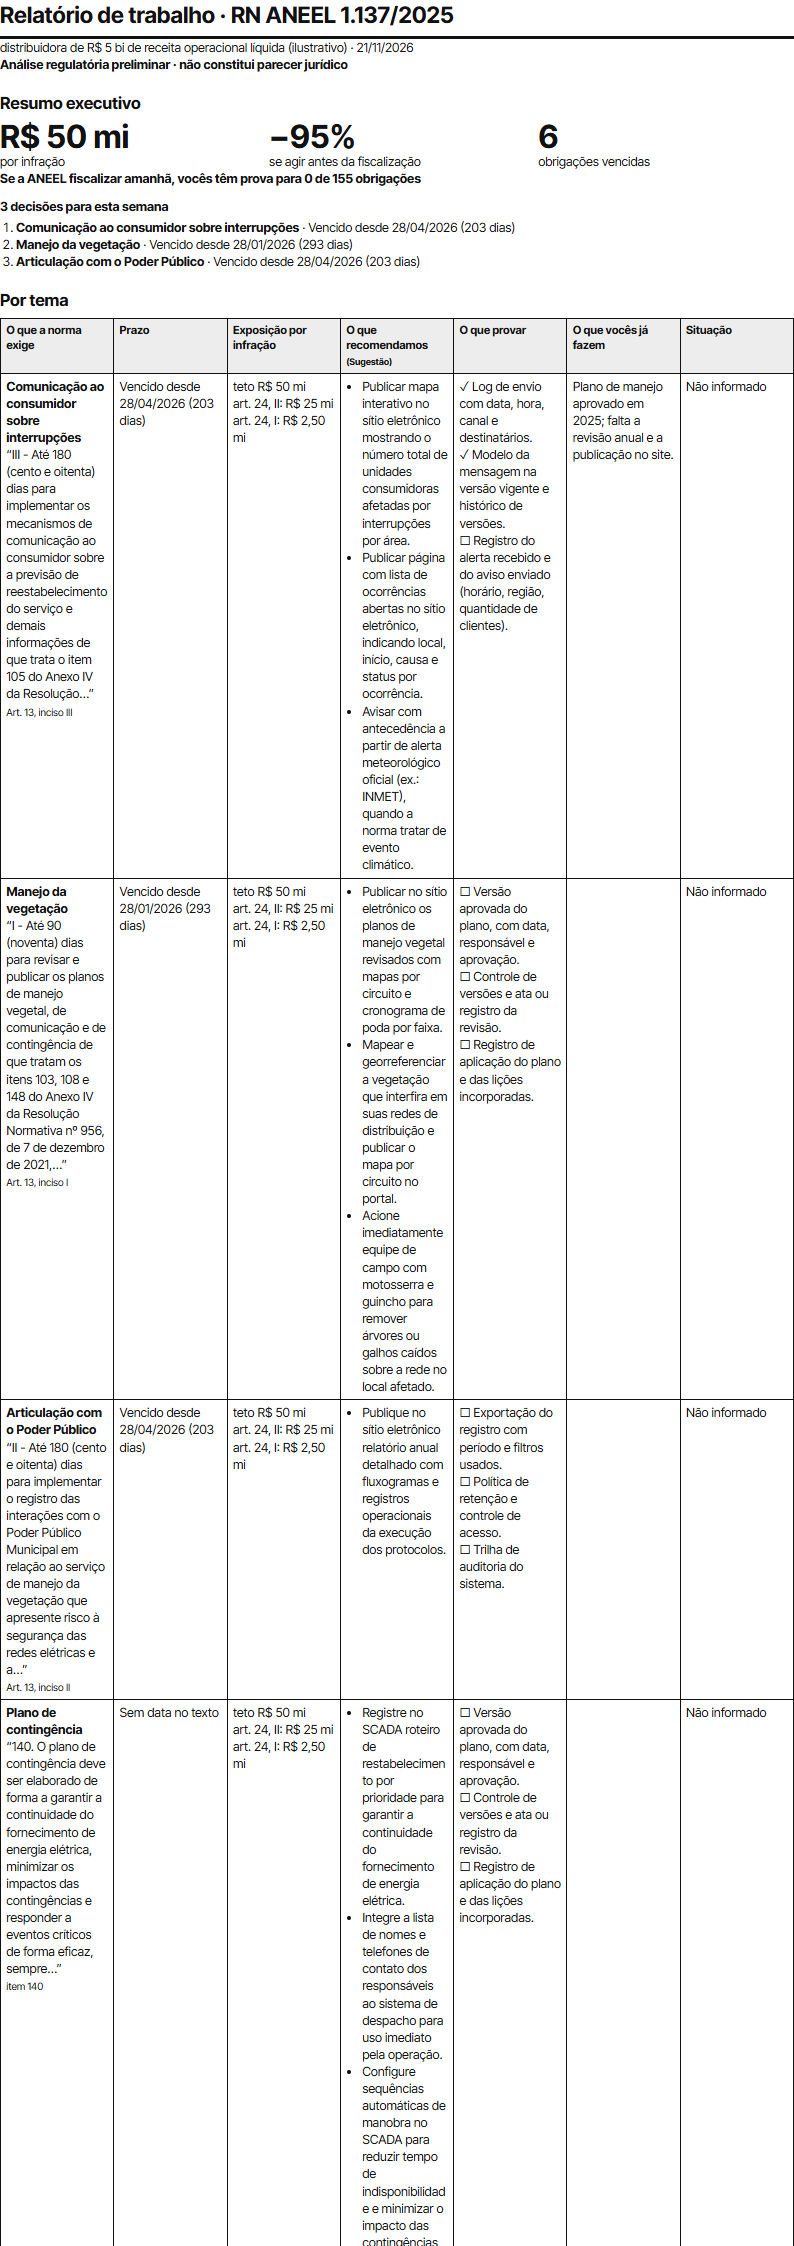 Relatório de trabalho · RN ANEEL 1.137/2025
distribuidora de R$ 5 bi de receita operacional líquida (ilustrativo) · 21/11/2026
Análise regulatória preliminar · não constitui parecer jurídico
Resumo executivo
R$ 50 mi
por infração
−95%
se agir antes da fiscalização
6
obrigações vencidas
Se a ANEEL fiscalizar amanhã, vocês têm prova para 0 de 155 obrigações
3 decisões para esta semana
1. Comunicação ao consumidor sobre interrupções · Vencido desde 28/04/2026 (203 dias)
2. Manejo da vegetação · Vencido desde 28/01/2026 (293 dias)
3. Articulação com o Poder Público · Vencido desde 28/04/2026 (203 dias)
Por tema
O que a norma
exige
Prazo
Exposição por
infração
O que
recomendamos
(Sugestão)
O que provar
O que vocês já
fazem
Situação
Comunicação ao
consumidor
sobre
interrupções
“III - Até 180
(cento e oitenta)
dias para
implementar os
mecanismos de
comunicação ao
consumidor sobre
a previsão de
reestabelecimento
do serviço e
demais
informações de
que trata o item
105 do Anexo IV
da Resolução…”
Art. 13, inciso III
Vencido desde
28/04/2026 (203
dias)
teto R$ 50 mi
art. 24, II: R$ 25 mi
art. 24, I: R$ 2,50
mi
• Publicar mapa
interativo no
sítio eletrônico
mostrando o
número total de
unidades
consumidoras
afetadas por
interrupções
por área.
• Publicar página
com lista de
ocorrências
abertas no sítio
eletrônico,
indicando local,
início, causa e
status por
ocorrência.
• Avisar com
antecedência a
partir de alerta
meteorológico
oficial (ex.:
INMET),
quando a
norma tratar de
evento
climático.
✓ Log de envio
com data, hora,
canal e
destinatários.
✓ Modelo da
mensagem na
versão vigente e
histórico de
versões.
☐ Registro do
alerta recebido e
do aviso enviado
(horário, região,
quantidade de
clientes).
Plano de manejo
aprovado em
2025; falta a
revisão anual e a
publicação no site.
Não informado
Manejo da
vegetação
“I - Até 90
(noventa) dias
para revisar e
publicar os planos
de manejo
vegetal, de
comunicação e de
contingência de
que tratam os
itens 103, 108 e
148 do Anexo IV
da Resolução
Normativa nº 956,
de 7 de dezembro
de 2021,…”
Art. 13, inciso I
Vencido desde
28/01/2026 (293
dias)
teto R$ 50 mi
art. 24, II: R$ 25 mi
art. 24, I: R$ 2,50
mi
• Publicar no sítio
eletrônico os
planos de
manejo vegetal
revisados com
mapas por
circuito e
cronograma de
poda por faixa.
• Mapear e
georreferenciar
a vegetação
que interfira em
suas redes de
distribuição e
publicar o
mapa por
circuito no
portal.
• Acione
imediatamente
equipe de
campo com
motosserra e
guincho para
remover
árvores ou
galhos caídos
sobre a rede no
local afetado.
☐ Versão
aprovada do
plano, com data,
responsável e
aprovação.
☐ Controle de
versões e ata ou
registro da
revisão.
☐ Registro de
aplicação do plano
e das lições
incorporadas.
Não informado
Articulação com
o Poder Público
“II - Até 180 (cento
e oitenta) dias
para implementar
o registro das
interações com o
Poder Público
Municipal em
relação ao serviço
de manejo da
vegetação que
apresente risco à
segurança das
redes elétricas e
a…”
Art. 13, inciso II
Vencido desde
28/04/2026 (203
dias)
teto R$ 50 mi
art. 24, II: R$ 25 mi
art. 24, I: R$ 2,50
mi
• Publique no
sítio eletrônico
relatório anual
detalhado com
fluxogramas e
registros
operacionais
da execução
dos protocolos.
☐ Exportação do
registro com
período e filtros
usados.
☐ Política de
retenção e
controle de
acesso.
☐ Trilha de
auditoria do
sistema.
Não informado
Plano de
contingência
“140. O plano de
contingência deve
ser elaborado de
forma a garantir a
continuidade do
fornecimento de
energia elétrica,
minimizar os
impactos das
contingências e
responder a
eventos críticos
de forma eficaz,
sempre…”
item 140
Sem data no texto
teto R$ 50 mi
art. 24, II: R$ 25 mi
art. 24, I: R$ 2,50
mi
• Registre no
SCADA roteiro
de
restabelecimen
to por
prioridade para
garantir a
continuidade
do
fornecimento
de energia
elétrica.
• Integre a lista
de nomes e
telefones de
contato dos
responsáveis
ao sistema de
despacho para
uso imediato
pela operação.
• Configure
sequências
automáticas de
manobra no
SCADA para
reduzir tempo
de
indisponibilidad
e e minimizar o
impacto das
contingências
☐ Versão
aprovada do
plano, com data,
responsável e
aprovação.
☐ Controle de
versões e ata ou
registro da
revisão.
☐ Registro de
aplicação do plano
e das lições
incorporadas.
Não informado